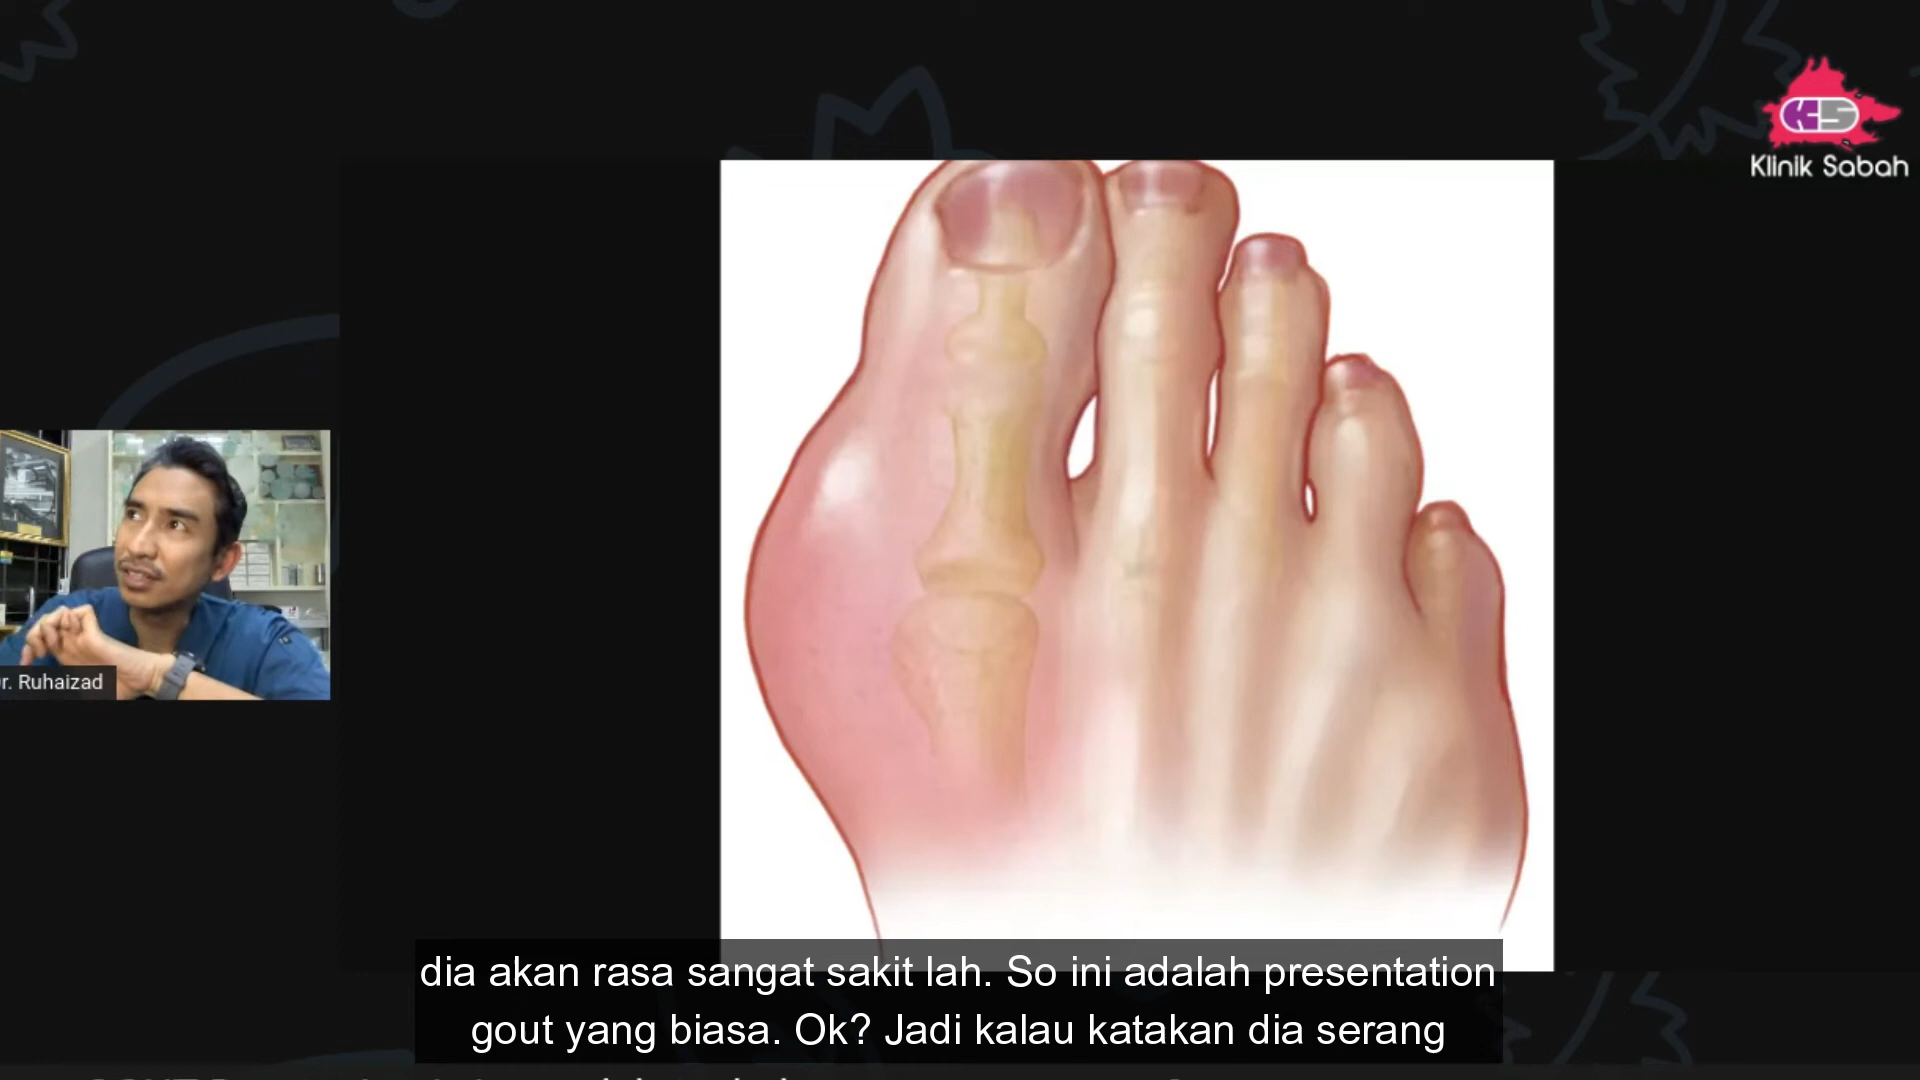 KS
Klinik Sabah
r. Ruhaizad
dia akan rasa sangat sakit lah. So ini adalah presentation
gout yang biasa. Ok? Jadi kalau katakan dia serang